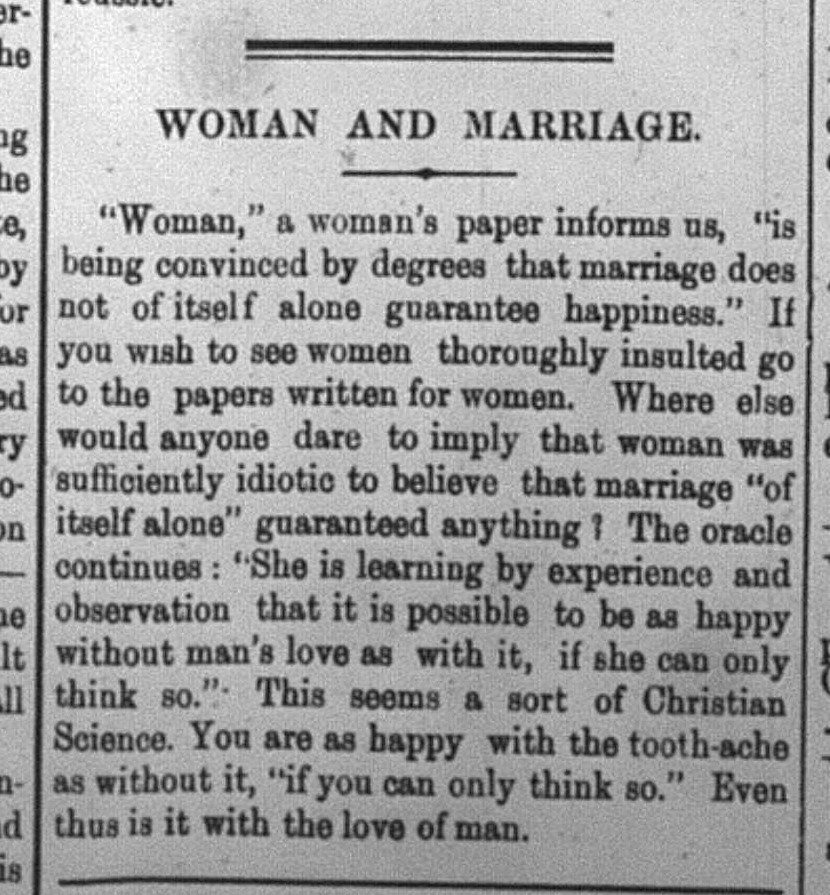 WOMAN AND MARRIAGE.
"Woman," a woman's paper informs us, "is
being convinced by degrees that marriage does
not of itself alone guarantee happiness." If
you wish to see women thoroughly insulted go
to the papers written for women. Where else
would anyone dare to imply that woman was
sufficiently idiotic to believe that marriage "of
itself alone" guaranteed anything? The oracle
continues: "She is learning by experience and
observation that it is possible to be as happy
without man's love as with it, if she can only
think so." This seems a sort of Christian
Science. You are as happy with the tooth-ache
as without it, "if you can only think so." Even
thus is it with the love of man.